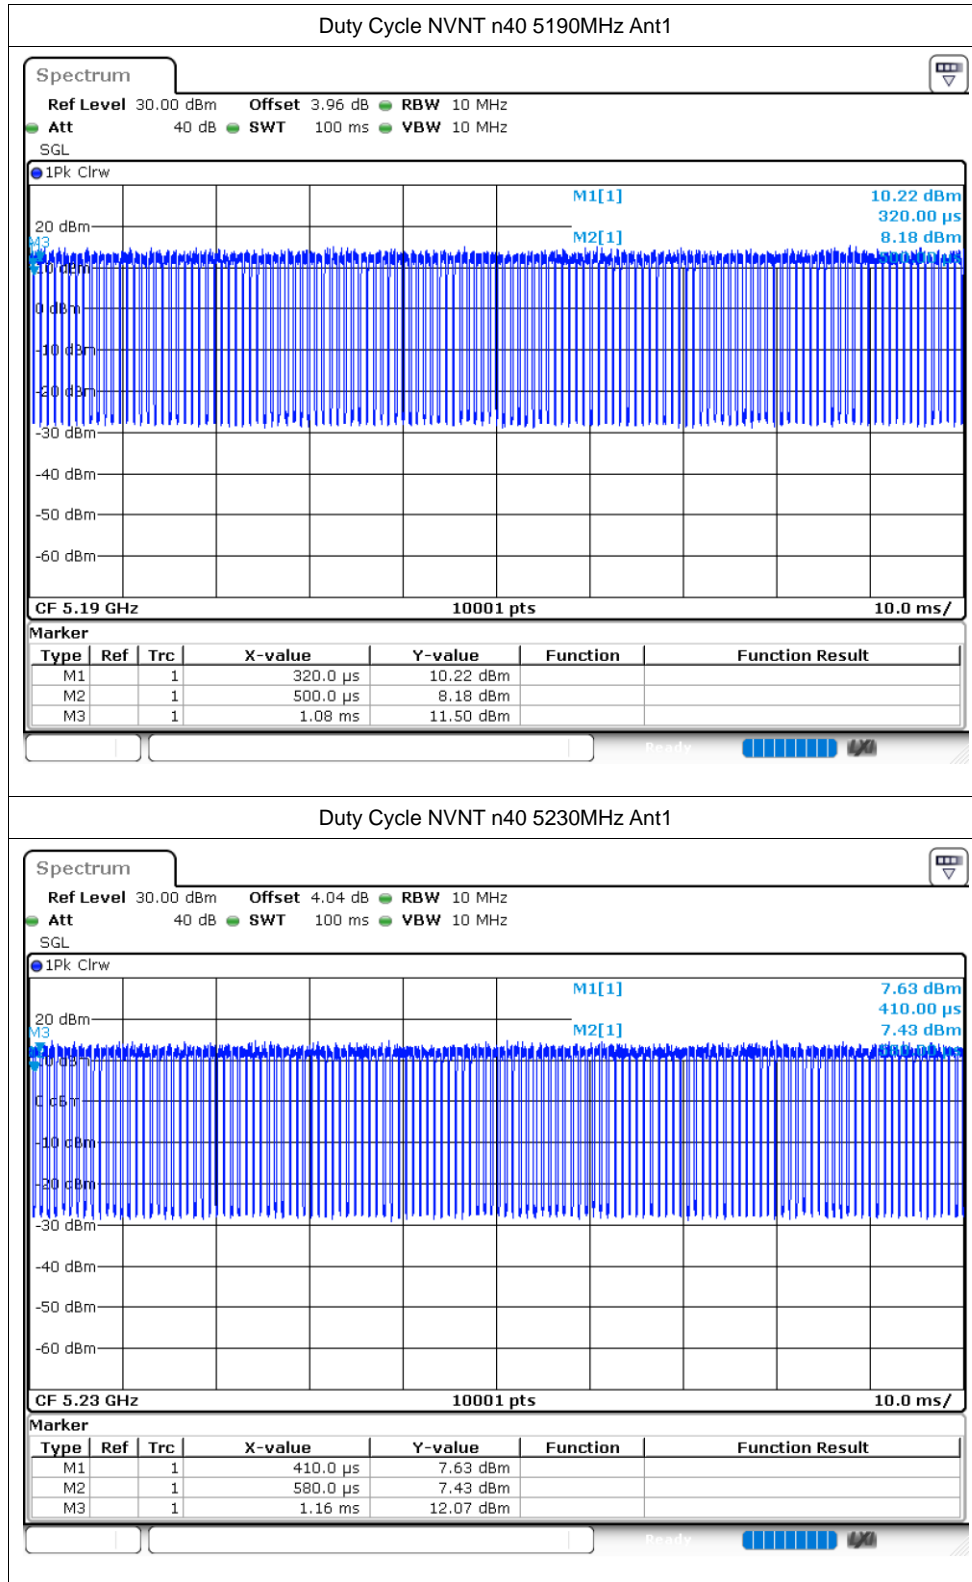 Duty Cycle NVNT n40 5190MHz Ant1
Spectrum
Ref Level 30.00 dBm Offset 3.96 dB RBW 10 MHz
Att 40 dB SWT 100 ms VBW 10 MHz
SGL
1Pk Clrw
M1[1] 10.22 dBm
320.00 µs
20 dBm
M2[1] 8.18 dBm
M3
10 dBm
0 dBm
-10 dBm
-20 dBm
-30 dBm
-40 dBm
-50 dBm
-60 dBm
CF 5.19 GHz 10001 pts 10.0 ms/
Marker
Type Ref Trc X-value Y-value Function Function Result
M1 1 320.0 µs 10.22 dBm
M2 1 500.0 µs 8.18 dBm
M3 1 1.08 ms 11.50 dBm
Ready LXI
Duty Cycle NVNT n40 5230MHz Ant1
Spectrum
Ref Level 30.00 dBm Offset 4.04 dB RBW 10 MHz
Att 40 dB SWT 100 ms VBW 10 MHz
SGL
1Pk Clrw
M1[1] 7.63 dBm
410.00 µs
20 dBm
M2[1] 7.43 dBm
M3
10 dBm
0 dBm
-10 dBm
-20 dBm
-30 dBm
-40 dBm
-50 dBm
-60 dBm
CF 5.23 GHz 10001 pts 10.0 ms/
Marker
Type Ref Trc X-value Y-value Function Function Result
M1 1 410.0 µs 7.63 dBm
M2 1 580.0 µs 7.43 dBm
M3 1 1.16 ms 12.07 dBm
Ready LXI